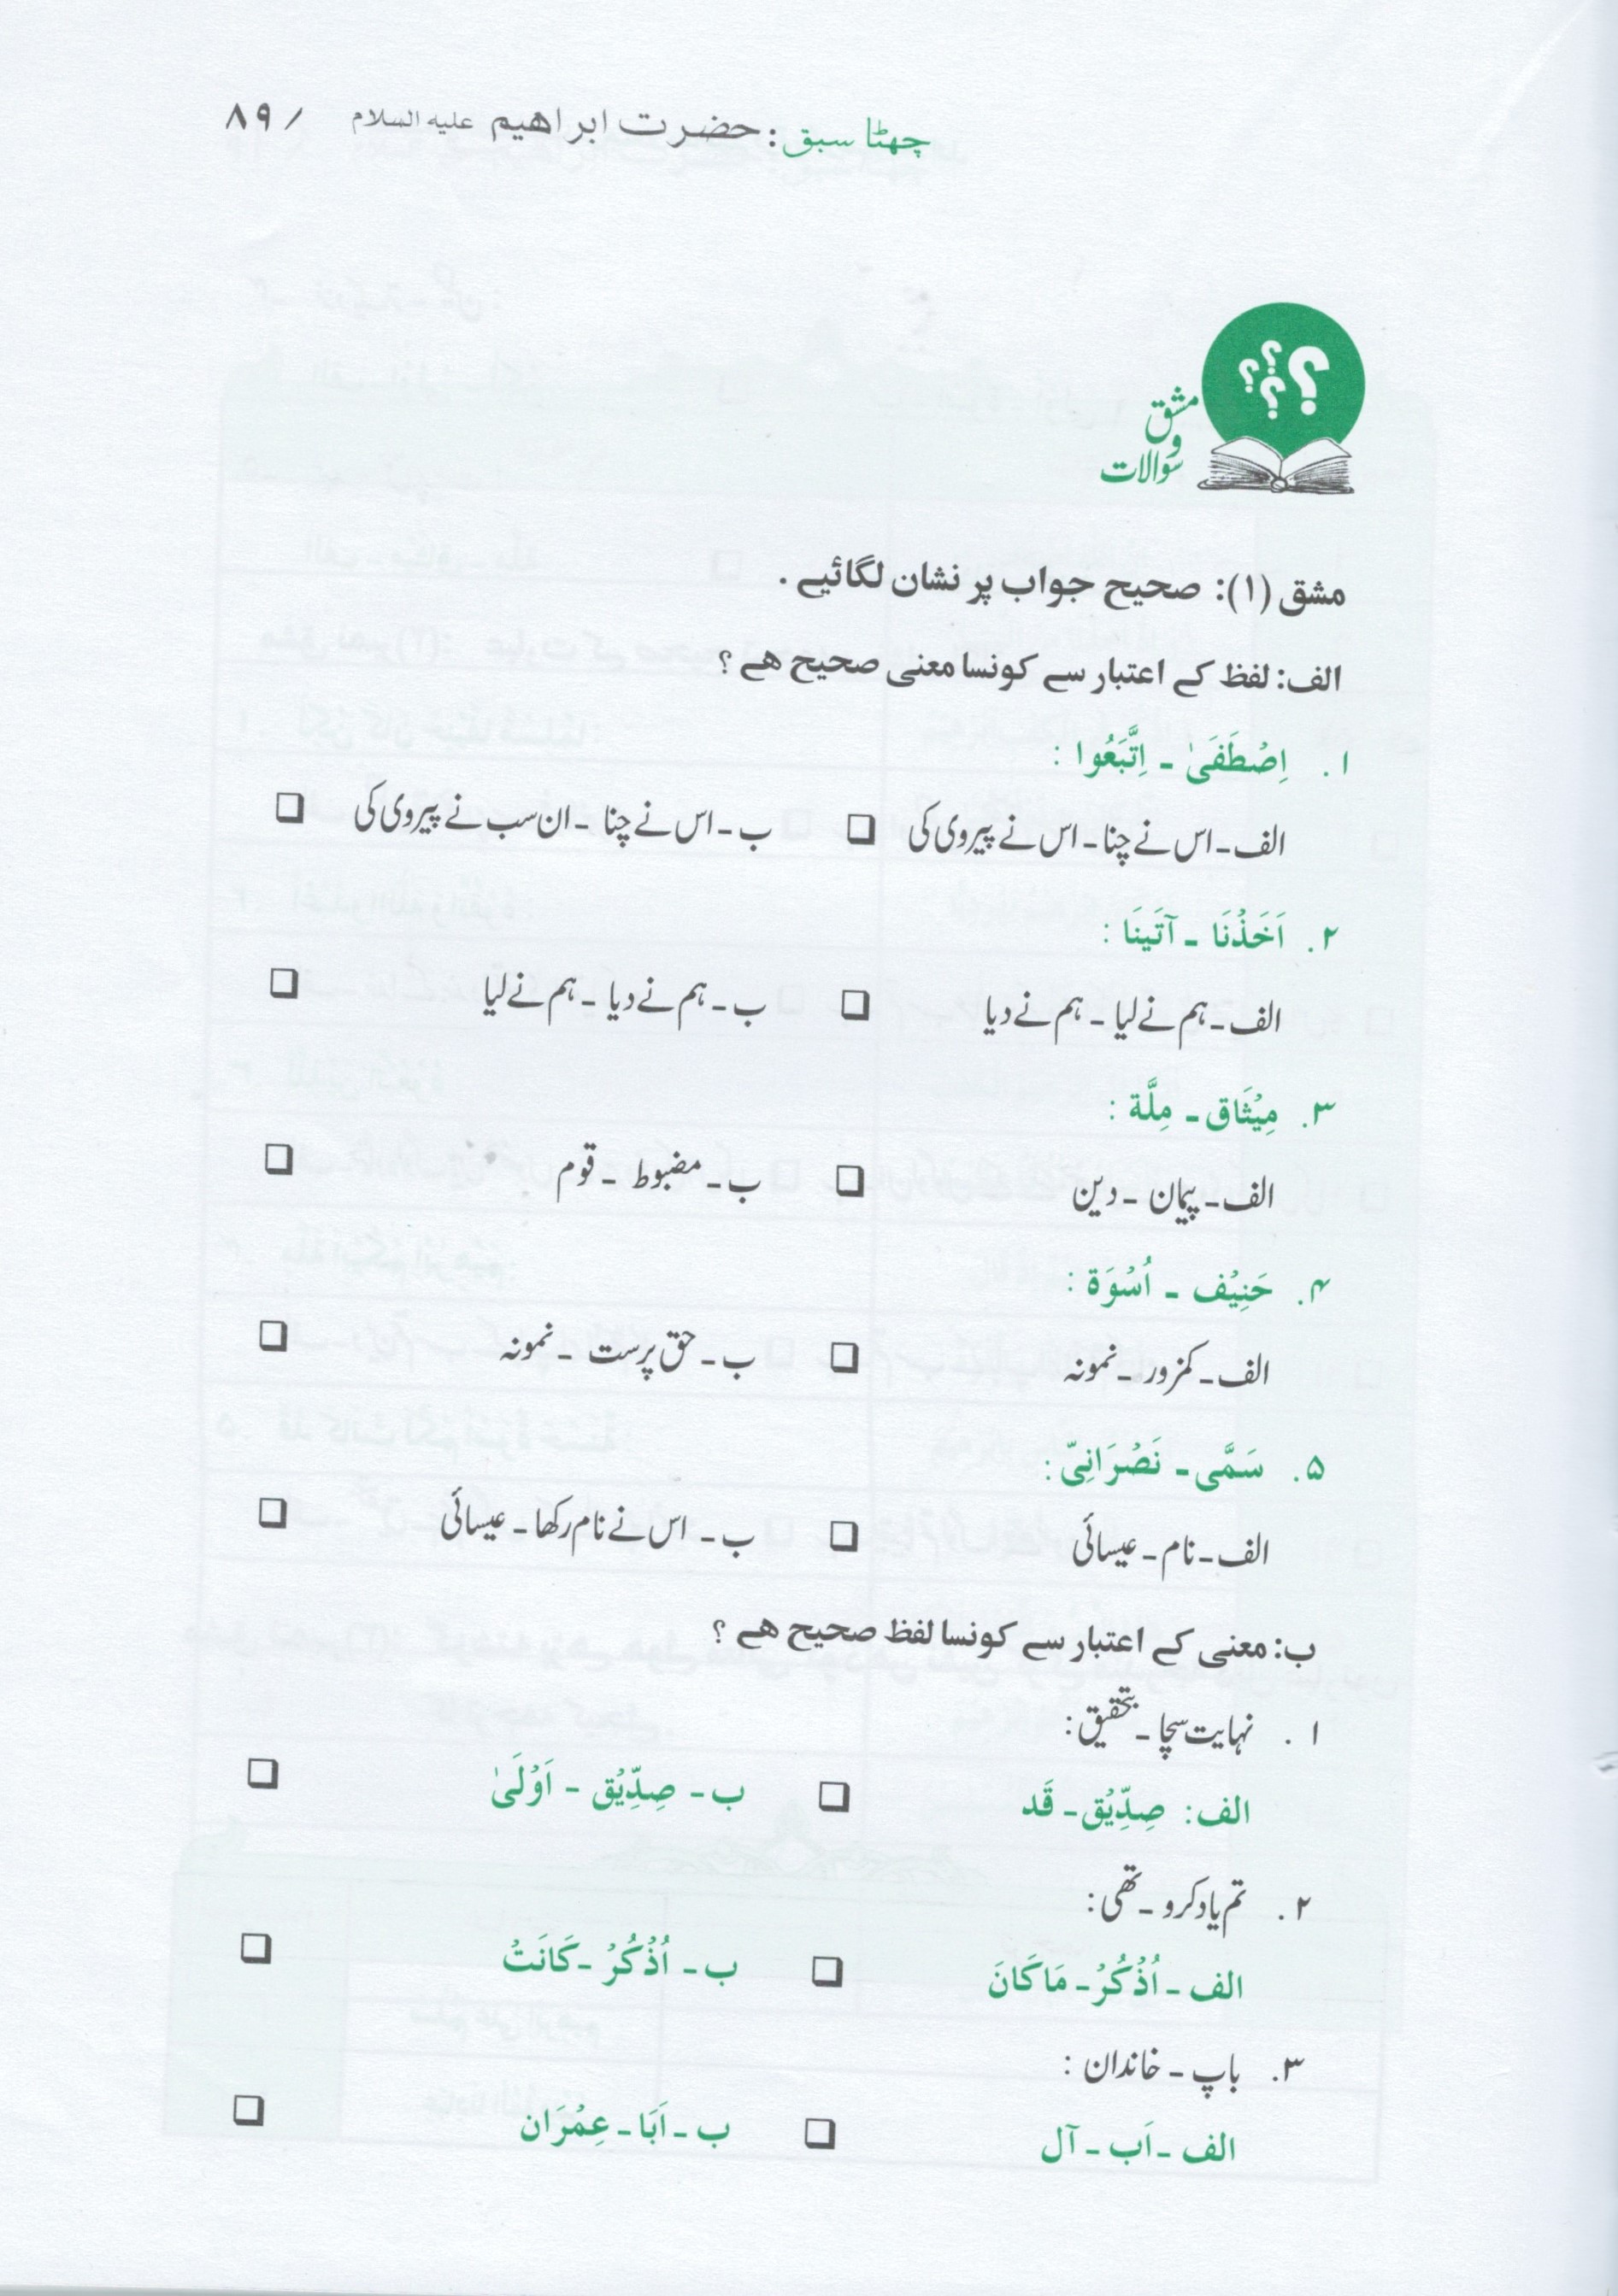 چھٹا سبق: حضرت ابراھیم علیہ السلام / ۸۹
مشق
و
سوالات
مشق (۱): صحیح جواب پر نشان لگائیے .
الف: لفظ کے اعتبار سے کونسا معنی صحیح ھے ؟
۱. اِصْطَفَىٰ ـ اِتَّبَعُوا :
الف ـ اس نے چنا ـ اس نے پیروی کی ❑ ب ـ اس نے چنا ـ ان سب نے پیروی کی ❑
۲. اَخَذْنَا ـ آتَینَا :
الف ـ ہم نے لیا ـ ہم نے دیا ❑ ب ـ ہم نے دیا ـ ہم نے لیا ❑
۳. مِیْثَاق ـ مِلَّة :
الف ـ پیمان ـ دین ❑ ب ـ مضبوط ـ قوم ❑
۴. حَنِیْف ـ اُسْوَة :
الف ـ کمزور ـ نمونہ ❑ ب ـ حق پرست ـ نمونہ ❑
۵. سَمَّی ـ نَصْرَانِیّ :
الف ـ نام ـ عیسائی ❑ ب ـ اس نے نام رکھا ـ عیسائی ❑
ب: معنی کے اعتبار سے کونسا لفظ صحیح ھے ؟
۱. نہایت سچا ـ بتحقیق :
الف : صِدِّیْق ـ قَد ❑ ب ـ صِدِّیْق ـ اَوْلَىٰ ❑
۲. تم یاد کرو ـ تھی :
الف ـ اُذْکُرْ ـ مَاکَانَ ❑ ب ـ اُذْکُرْ ـ کَانَتْ ❑
۳. باپ ـ خاندان :
الف ـ اَب ـ آل ❑ ب ـ اَبَا ـ عِمْرَان ❑